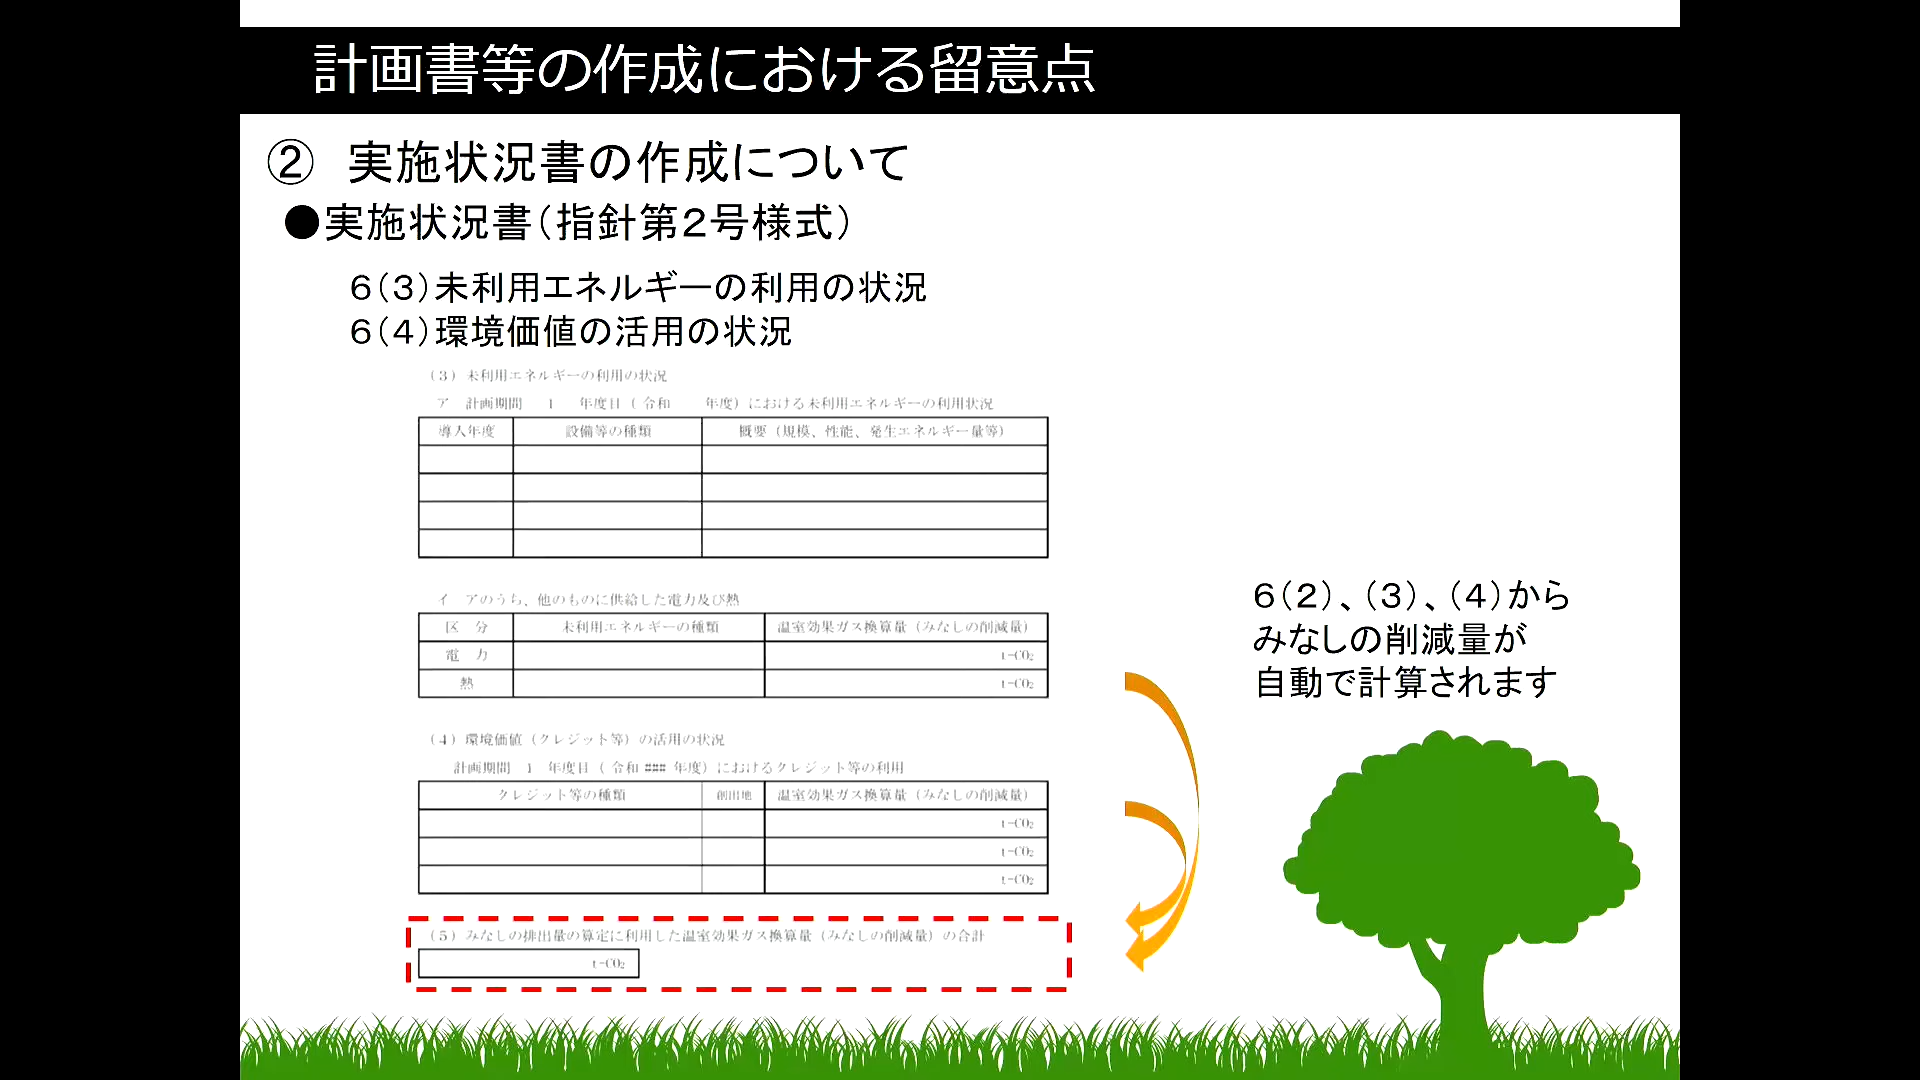 計画書等の作成における留意点
② 実施状況書の作成について
●実施状況書(指針第2号様式)
6(3)未利用エネルギーの利用の状況
6(4)環境価値の活用の状況
(3) 未利用エネルギーの利用の状況
ア 計画期間 1 年度目( 令和 年度)における未利用エネルギーの利用状況
導入年度 設備等の種類 概要(規模、性能、発生エネルギー量等)
イ アのうち、他のものに供給した電力及び熱
区 分 未利用エネルギーの種類 温室効果ガス換算量(みなしの削減量)
電 力 t-CO₂
熱 t-CO₂
(4) 環境価値(クレジット等)の活用の状況
計画期間 1 年度目( 令和 ### 年度)におけるクレジット等の利用
クレジット等の種類 創出地 温室効果ガス換算量(みなしの削減量)
t-CO₂
t-CO₂
t-CO₂
(5) みなしの排出量の算定に利用した温室効果ガス換算量(みなしの削減量)の合計
t-CO₂
6(2)、(3)、(4)から
みなしの削減量が
自動で計算されます